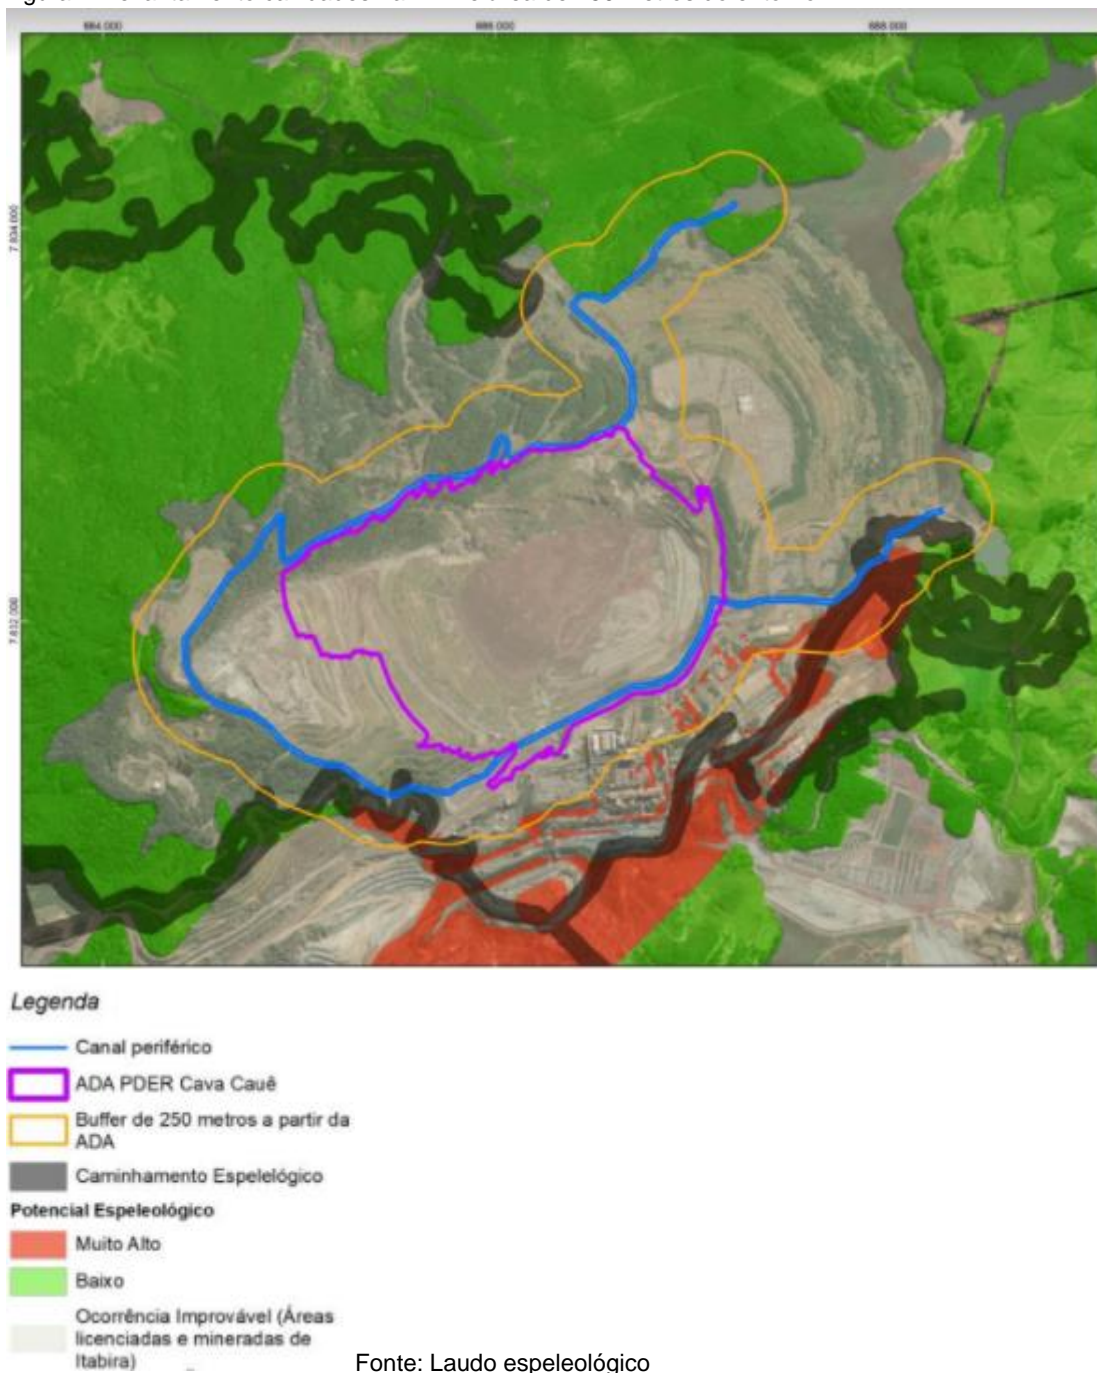 684.000
686.000
688.000
7.834.000
7.832.000
Legenda
Canal periférico
ADA PDER Cava Cauê
Buffer de 250 metros a partir da
ADA
Caminhamento Espelelógico
Potencial Espeleológico
Muito Alto
Baixo
Ocorrência Improvável (Áreas
licenciadas e mineradas de
Itabira)
Fonte: Laudo espeleológico